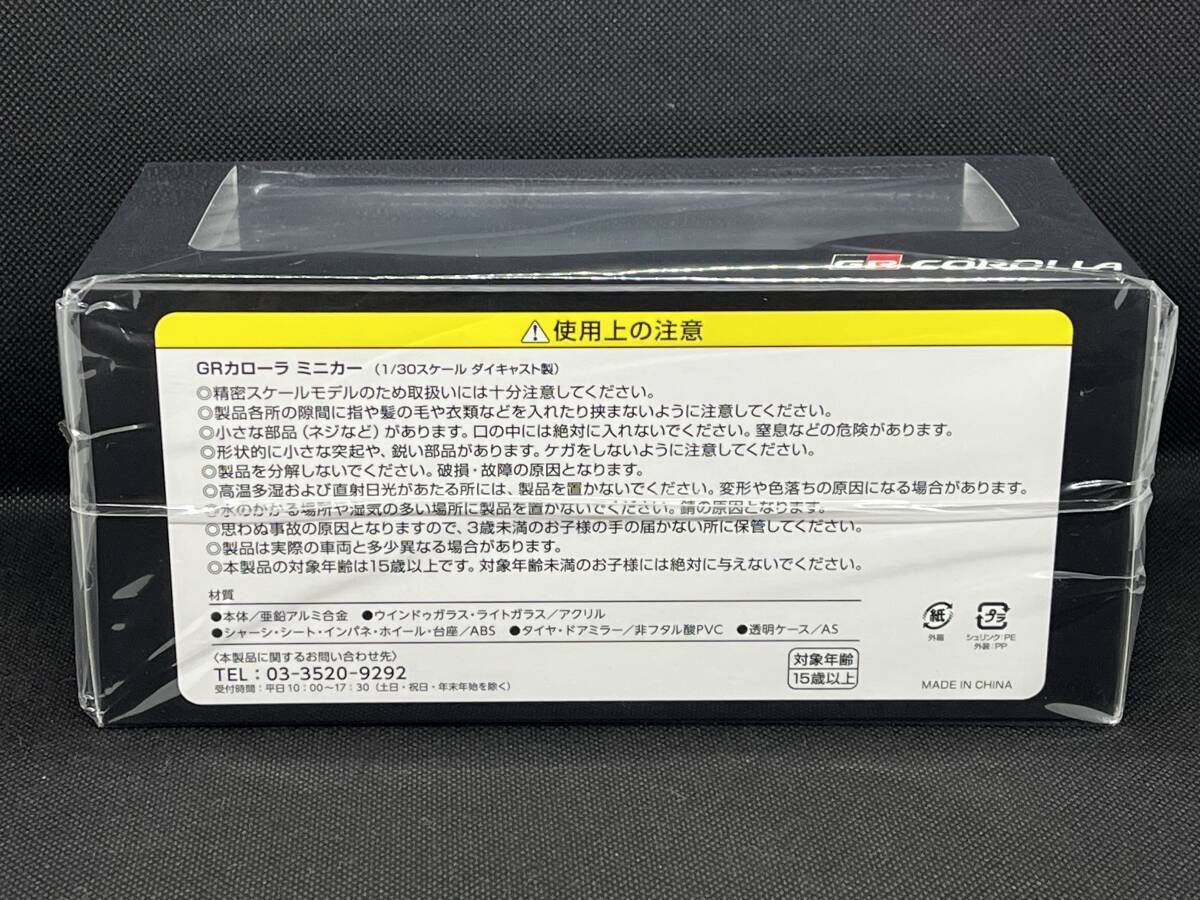 GR COROLLA
使用上の注意
GRカローラ ミニカー （1/30スケール ダイキャスト製）
◎精密スケールモデルのため取扱いには十分注意してください。
◎製品各所の隙間に指や髪の毛や衣類などを入れたり挟まないように注意してください。
◎小さな部品（ネジなど）があります。口の中には絶対に入れないでください。窒息などの危険があります。
◎形状的に小さな突起や、鋭い部品があります。ケガをしないように注意してください。
◎製品を分解しないでください。破損・故障の原因となります。
◎高温多湿および直射日光があたる所には、製品を置かないでください。変形や色落ちの原因になる場合があります。
◎水のかかる場所や湿気の多い場所に製品を置かないでください。錆の原因となります。
◎思わぬ事故の原因となりますので、3歳未満のお子様の手の届かない所に保管してください。
◎製品は実際の車両と多少異なる場合があります。
◎本製品の対象年齢は15歳以上です。対象年齢未満のお子様には絶対に与えないでください。
材質
●本体／亜鉛アルミ合金 ●ウインドゥガラス・ライトガラス／アクリル
●シャーシ・シート・インパネ・ホイール・台座／ABS ●タイヤ・ドアミラー／非フタル酸PVC ●透明ケース／AS
〈本製品に関するお問い合わせ先〉
TEL：03-3520-9292
受付時間：平日10：00〜17：30（土日・祝日・年末年始を除く）
対象年齢
15歳以上
紙
外箱
プラ
シュリンク：PE
外装：PP
MADE IN CHINA